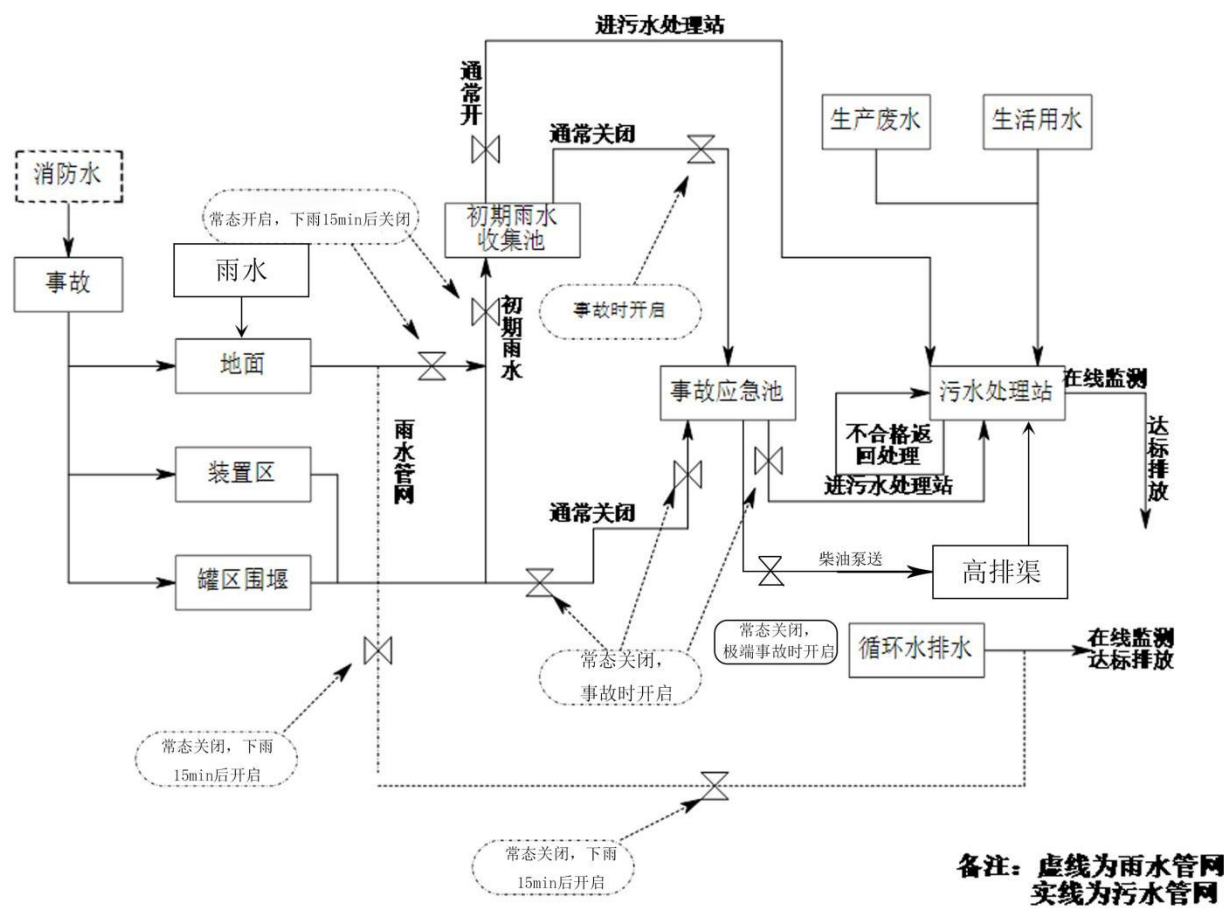 进污水处理站
通常开
生产废水
生活用水
通常关闭
消防水
常态开启，下雨15min后关闭
初期雨水
收集池
事故
雨水
事故时开启
初期雨水
地面
事故应急池
污水处理站
在线监测
不合格返
回处理
达标排放
雨水管网
装置区
进污水处理站
通常关闭
柴油泵送
高排渠
罐区围堰
常态关闭，
极端事故时开启
循环水排水
在线监测
达标排放
常态关闭，
事故时开启
常态关闭，下雨
15min后开启
常态关闭，下雨
15min后开启
备注：虚线为雨水管网
实线为污水管网